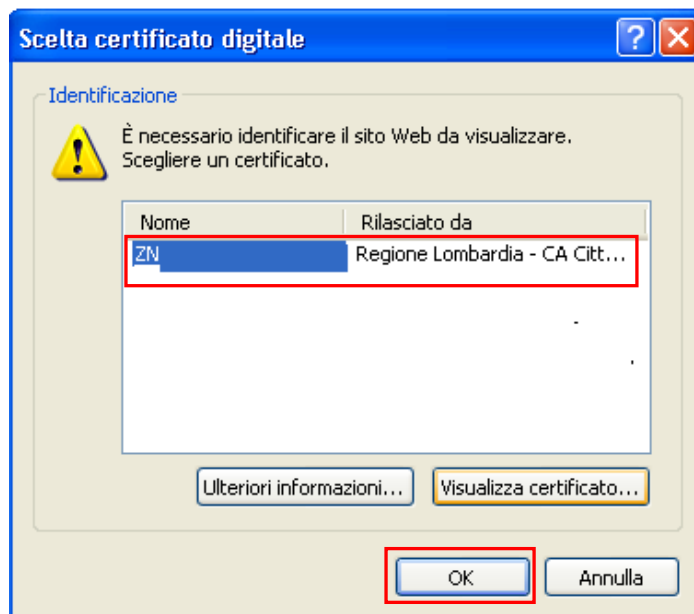 Scelta certificato digitale
Identificazione
È necessario identificare il sito Web da visualizzare.
Scegliere un certificato.
Nome Rilasciato da
ZN Regione Lombardia - CA Citt...
Ulteriori informazioni... Visualizza certificato...
OK Annulla